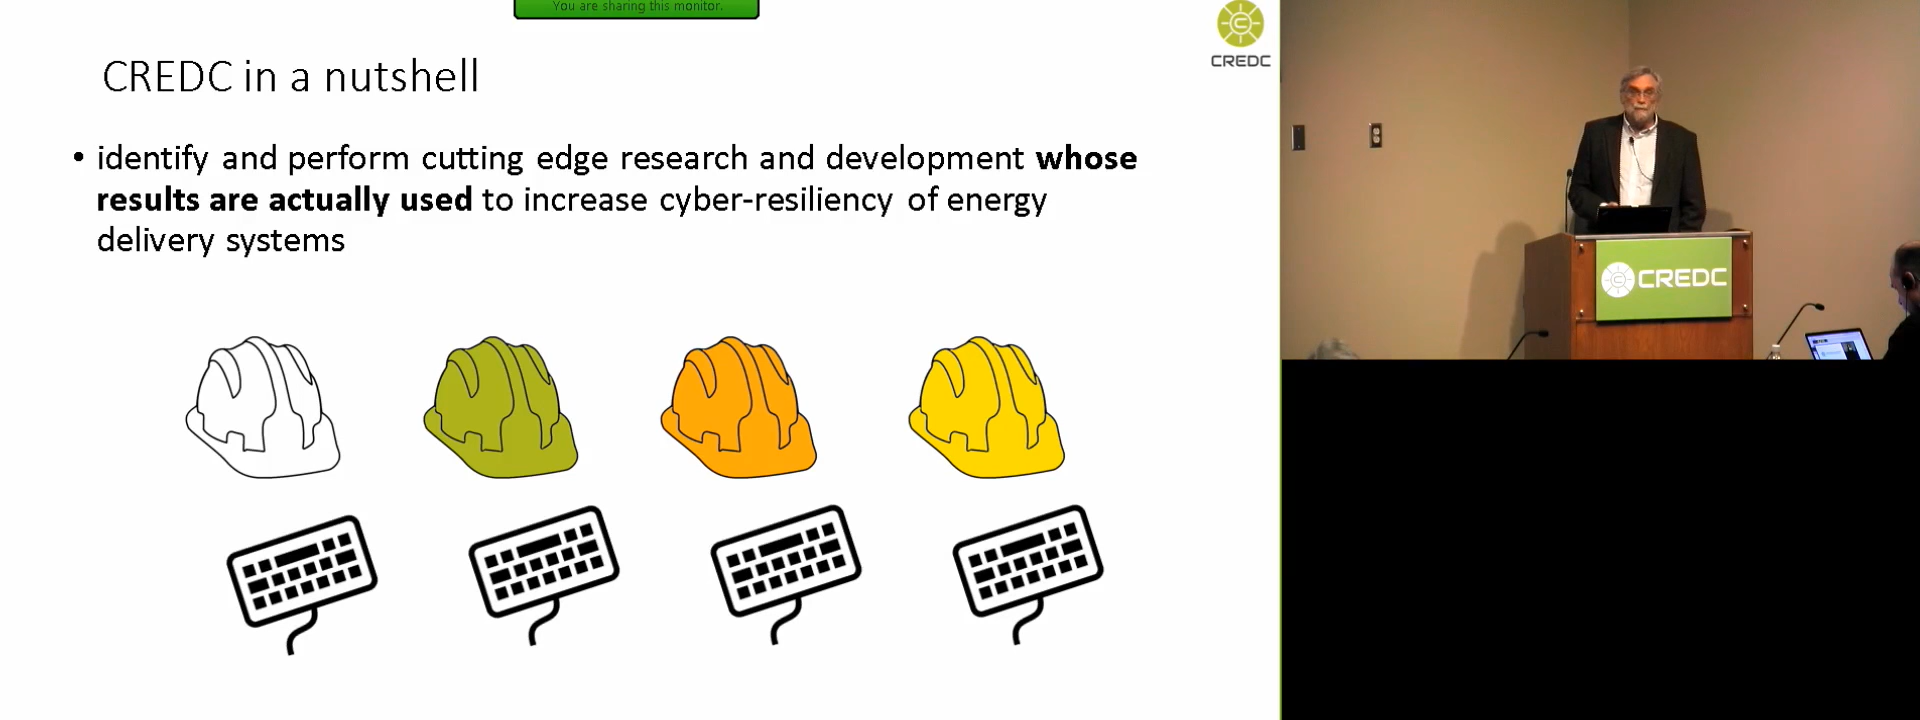 You are sharing this monitor.
CREDC in a nutshell
CREDC
• identify and perform cutting edge research and development whose
results are actually used to increase cyber-resiliency of energy
delivery systems
CREDC